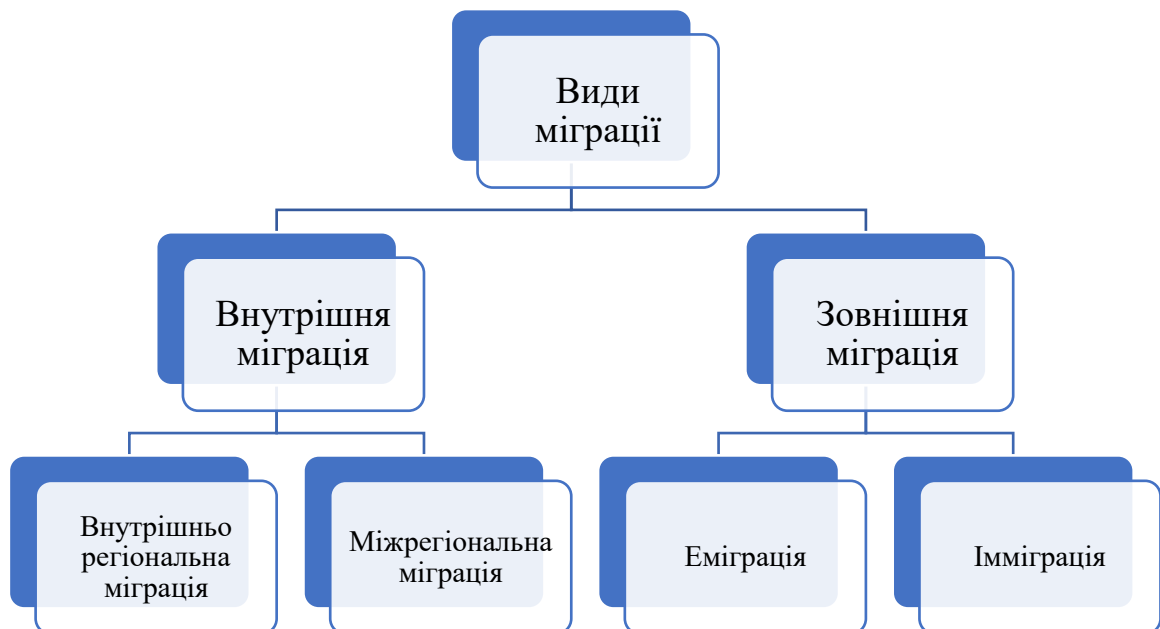 Види
міграції
Внутрішня
міграція
Зовнішня
міграція
Внутрішньо
регіональна
міграція
Міжрегіональна
міграція
Еміграція
Імміграція